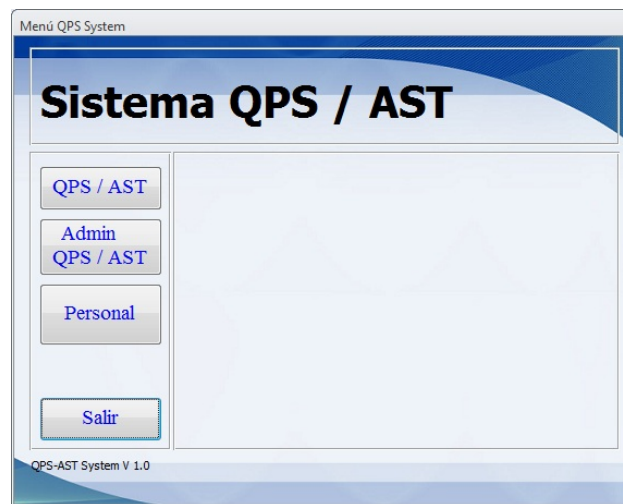 Menú QPS System
Sistema QPS / AST
QPS / AST
Admin
QPS / AST
Personal
Salir
QPS-AST System V 1.0